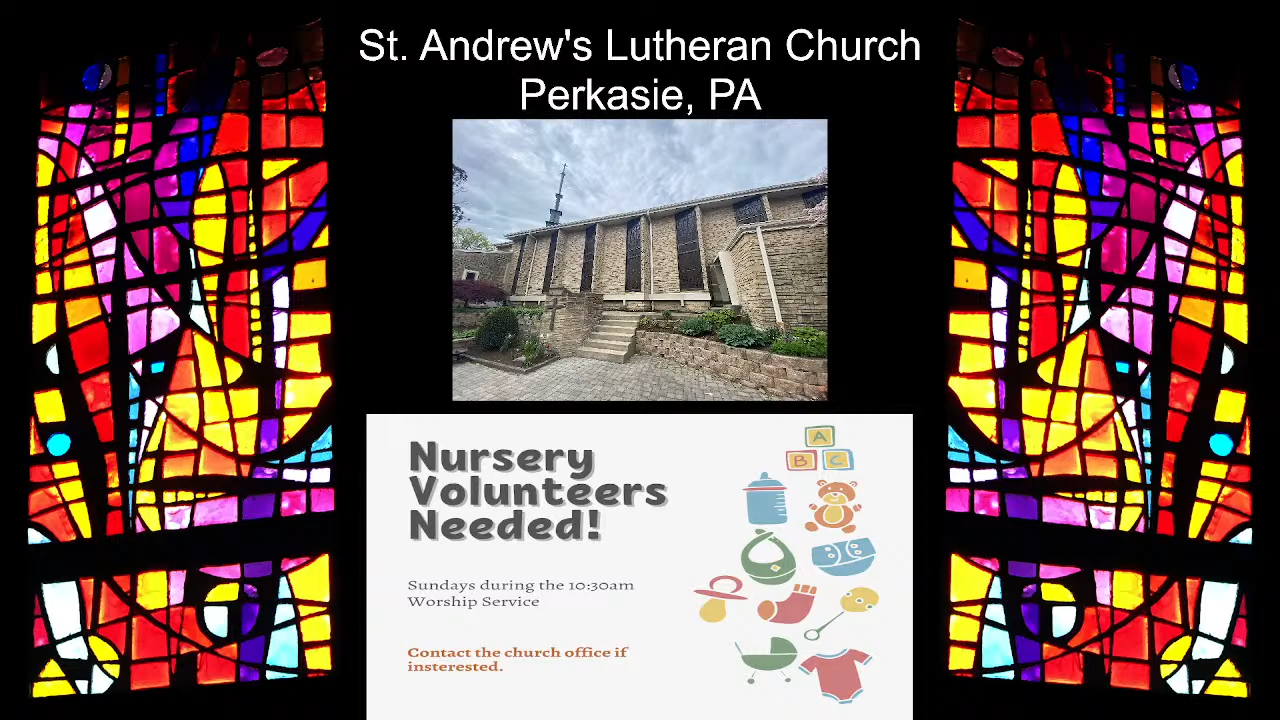 St. Andrew's Lutheran Church
Perkasie, PA
Nursery
Volunteers
Needed!
A
B C
Sundays during the 10:30am
Worship Service
Contact the church office if
insterested.